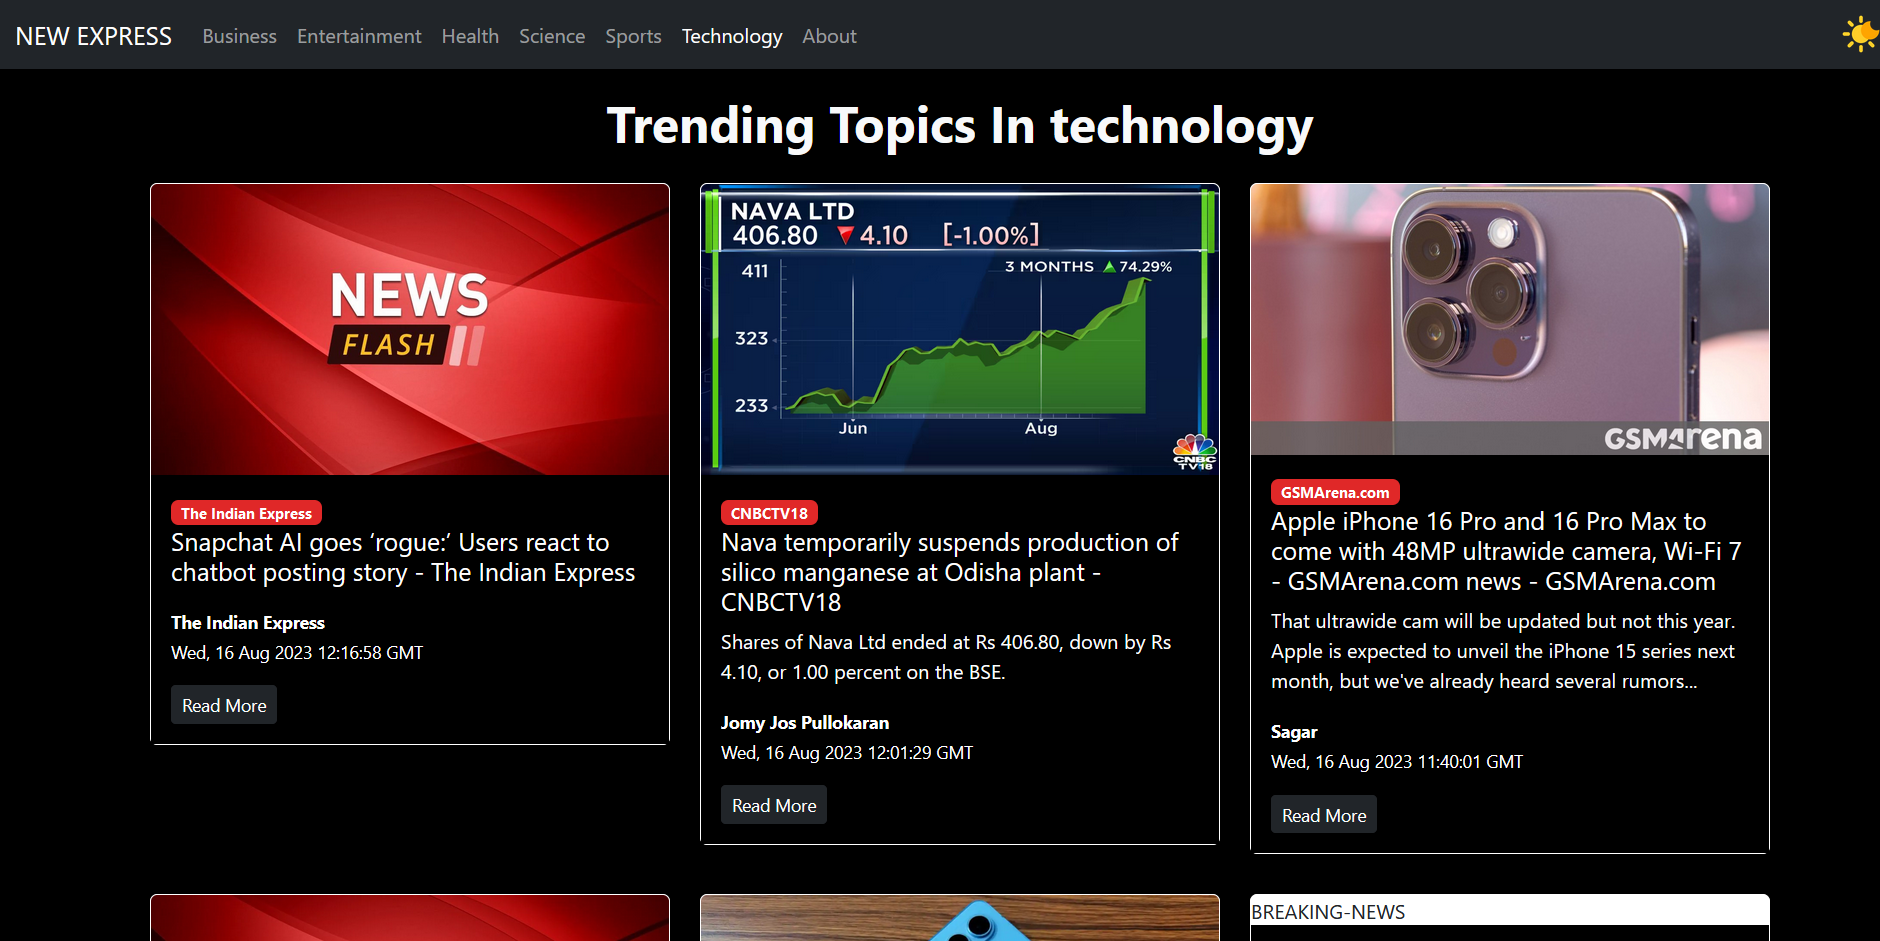 NEW EXPRESS Business Entertainment Health Science Sports Technology About
Trending Topics In technology
NEWS
FLASH
The Indian Express
Snapchat AI goes ‘rogue:’ Users react to
chatbot posting story - The Indian Express
The Indian Express
Wed, 16 Aug 2023 12:16:58 GMT
Read More
NAVA LTD
406.80 4.10 [-1.00%]
3 MONTHS 74.29%
411
323
233
Jun Aug
CNBC
TV18
CNBCTV18
Nava temporarily suspends production of
silico manganese at Odisha plant -
CNBCTV18
Shares of Nava Ltd ended at Rs 406.80, down by Rs
4.10, or 1.00 percent on the BSE.
Jomy Jos Pullokaran
Wed, 16 Aug 2023 12:01:29 GMT
Read More
GSMArena
GSMArena.com
Apple iPhone 16 Pro and 16 Pro Max to
come with 48MP ultrawide camera, Wi-Fi 7
- GSMArena.com news - GSMArena.com
That ultrawide cam will be updated but not this year.
Apple is expected to unveil the iPhone 15 series next
month, but we've already heard several rumors...
Sagar
Wed, 16 Aug 2023 11:40:01 GMT
Read More
BREAKING-NEWS